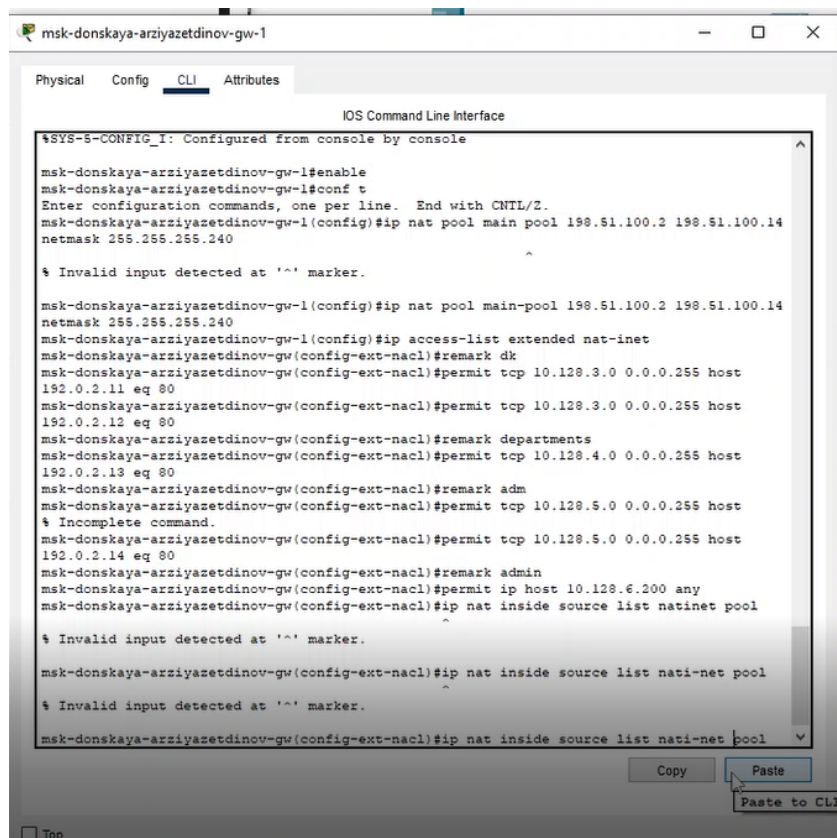 msk-donskaya-arziyazetdinov-gw-1
Physical Config CLI Attributes
IOS Command Line Interface
%SYS-5-CONFIG_I: Configured from console by console
msk-donskaya-arziyazetdinov-gw-1#enable
msk-donskaya-arziyazetdinov-gw-1#conf t
Enter configuration commands, one per line.  End with CNTL/Z.
msk-donskaya-arziyazetdinov-gw-1(config)#ip nat pool main pool 198.51.100.2 198.51.100.14
netmask 255.255.255.240
^
% Invalid input detected at '^' marker.
msk-donskaya-arziyazetdinov-gw-1(config)#ip nat pool main-pool 198.51.100.2 198.51.100.14
netmask 255.255.255.240
msk-donskaya-arziyazetdinov-gw-1(config)#ip access-list extended nat-inet
msk-donskaya-arziyazetdinov-gw(config-ext-nacl)#remark dk
msk-donskaya-arziyazetdinov-gw(config-ext-nacl)#permit tcp 10.128.3.0 0.0.0.255 host
192.0.2.11 eq 80
msk-donskaya-arziyazetdinov-gw(config-ext-nacl)#permit tcp 10.128.3.0 0.0.0.255 host
192.0.2.12 eq 80
msk-donskaya-arziyazetdinov-gw(config-ext-nacl)#remark departments
msk-donskaya-arziyazetdinov-gw(config-ext-nacl)#permit tcp 10.128.4.0 0.0.0.255 host
192.0.2.13 eq 80
msk-donskaya-arziyazetdinov-gw(config-ext-nacl)#remark adm
msk-donskaya-arziyazetdinov-gw(config-ext-nacl)#permit tcp 10.128.5.0 0.0.0.255 host
% Incomplete command.
msk-donskaya-arziyazetdinov-gw(config-ext-nacl)#permit tcp 10.128.5.0 0.0.0.255 host
192.0.2.14 eq 80
msk-donskaya-arziyazetdinov-gw(config-ext-nacl)#remark admin
msk-donskaya-arziyazetdinov-gw(config-ext-nacl)#permit ip host 10.128.6.200 any
msk-donskaya-arziyazetdinov-gw(config-ext-nacl)#ip nat inside source list natinet pool
^
% Invalid input detected at '^' marker.
msk-donskaya-arziyazetdinov-gw(config-ext-nacl)#ip nat inside source list nati-net pool
^
% Invalid input detected at '^' marker.
msk-donskaya-arziyazetdinov-gw(config-ext-nacl)#ip nat inside source list nati-net pool
Copy Paste
Paste to CLI
Top